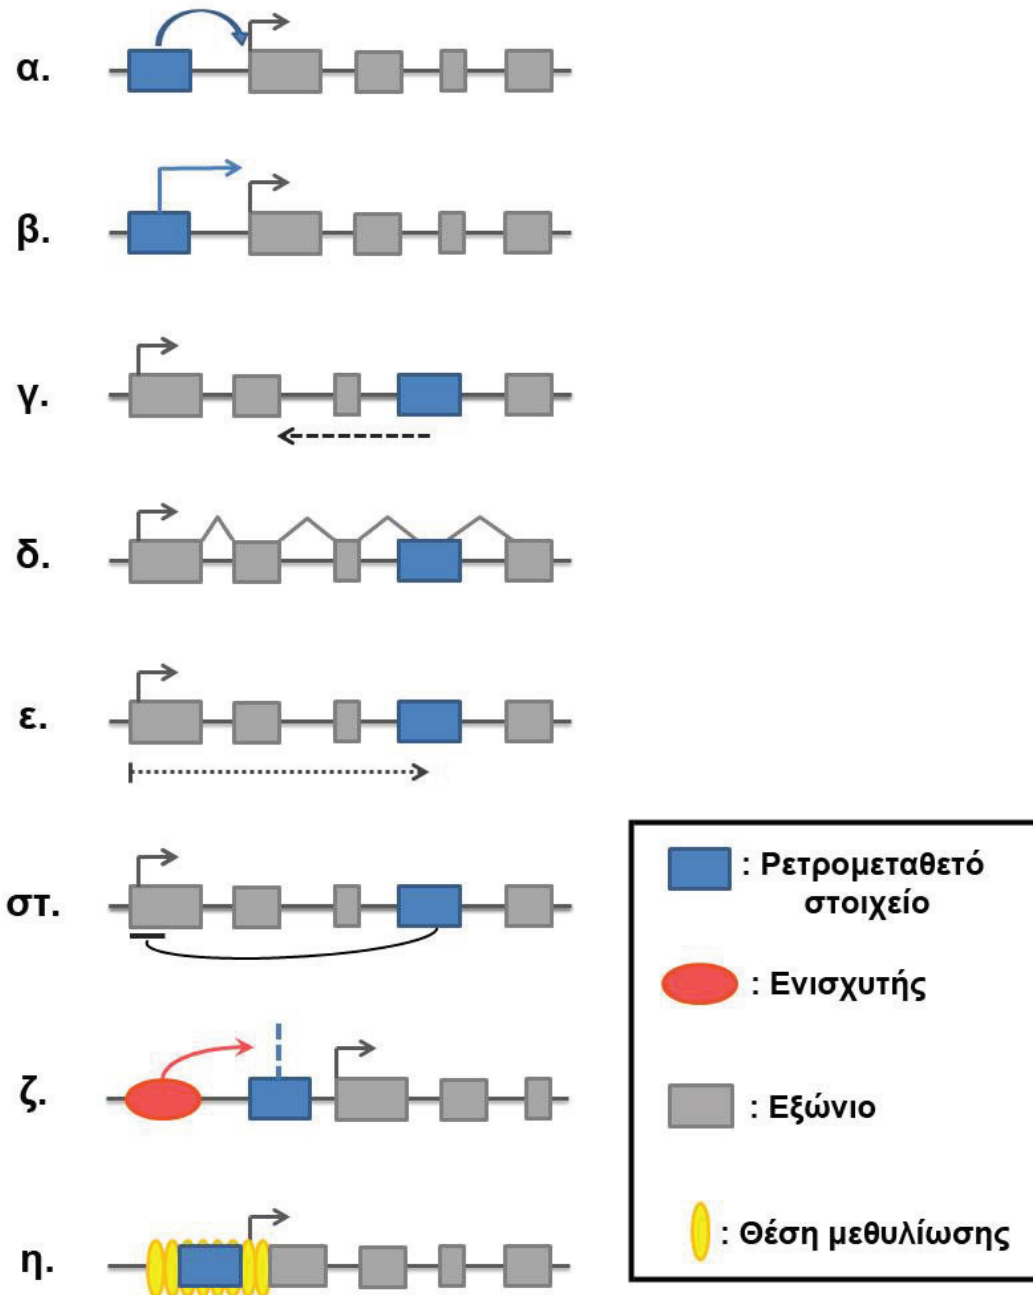 α.
β.
γ.
δ.
ε.
στ.
ζ.
η.
: Ρετρομεταθετό
στοιχείο
: Ενισχυτής
: Εξώνιο
: Θέση μεθυλίωσης